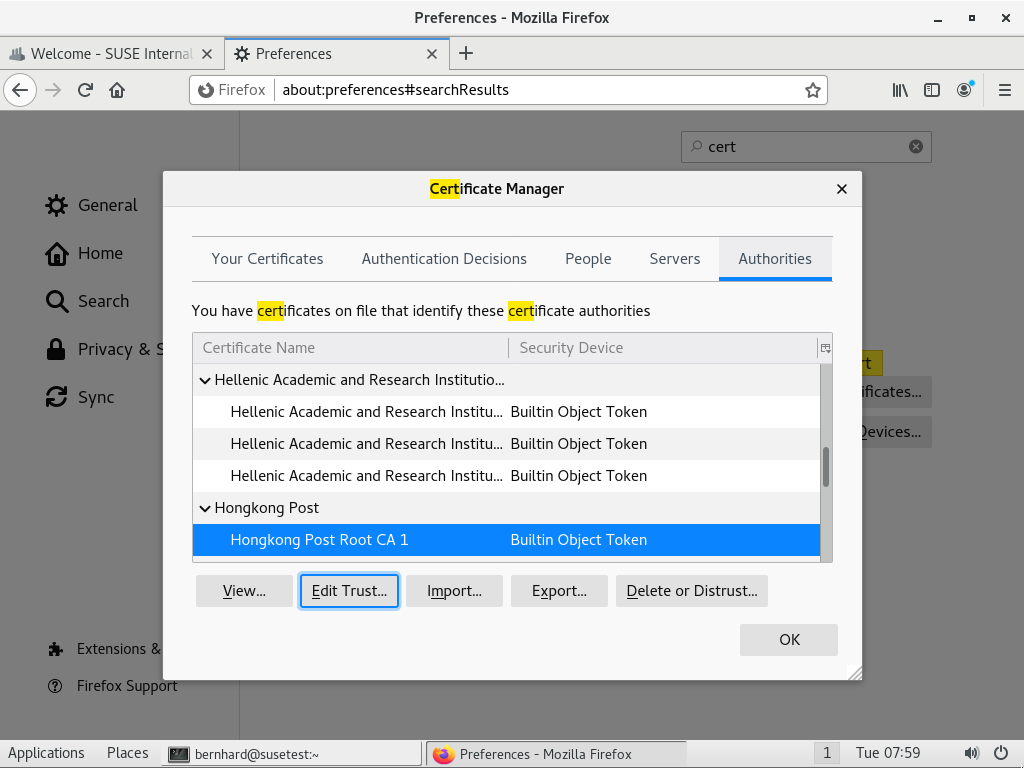 Preferences - Mozilla Firefox
Welcome - SUSE Internal
Preferences
Firefox
about:preferences#searchResults
cert
Certificate Manager
General
Home
Search
Privacy & S
Sync
Your Certificates
Authentication Decisions
People
Servers
Authorities
You have certificates on file that identify these certificate authorities
Certificate Name
Security Device
Hellenic Academic and Research Institutio...
Hellenic Academic and Research Institu... Builtin Object Token
Hellenic Academic and Research Institu... Builtin Object Token
Hellenic Academic and Research Institu... Builtin Object Token
Hongkong Post
Hongkong Post Root CA 1 Builtin Object Token
rt
ificates...
Devices...
View...
Edit Trust...
Import...
Export...
Delete or Distrust...
OK
Extensions &
Firefox Support
Applications
Places
bernhard@susetest:~
Preferences - Mozilla Firefox
1
Tue 07:59